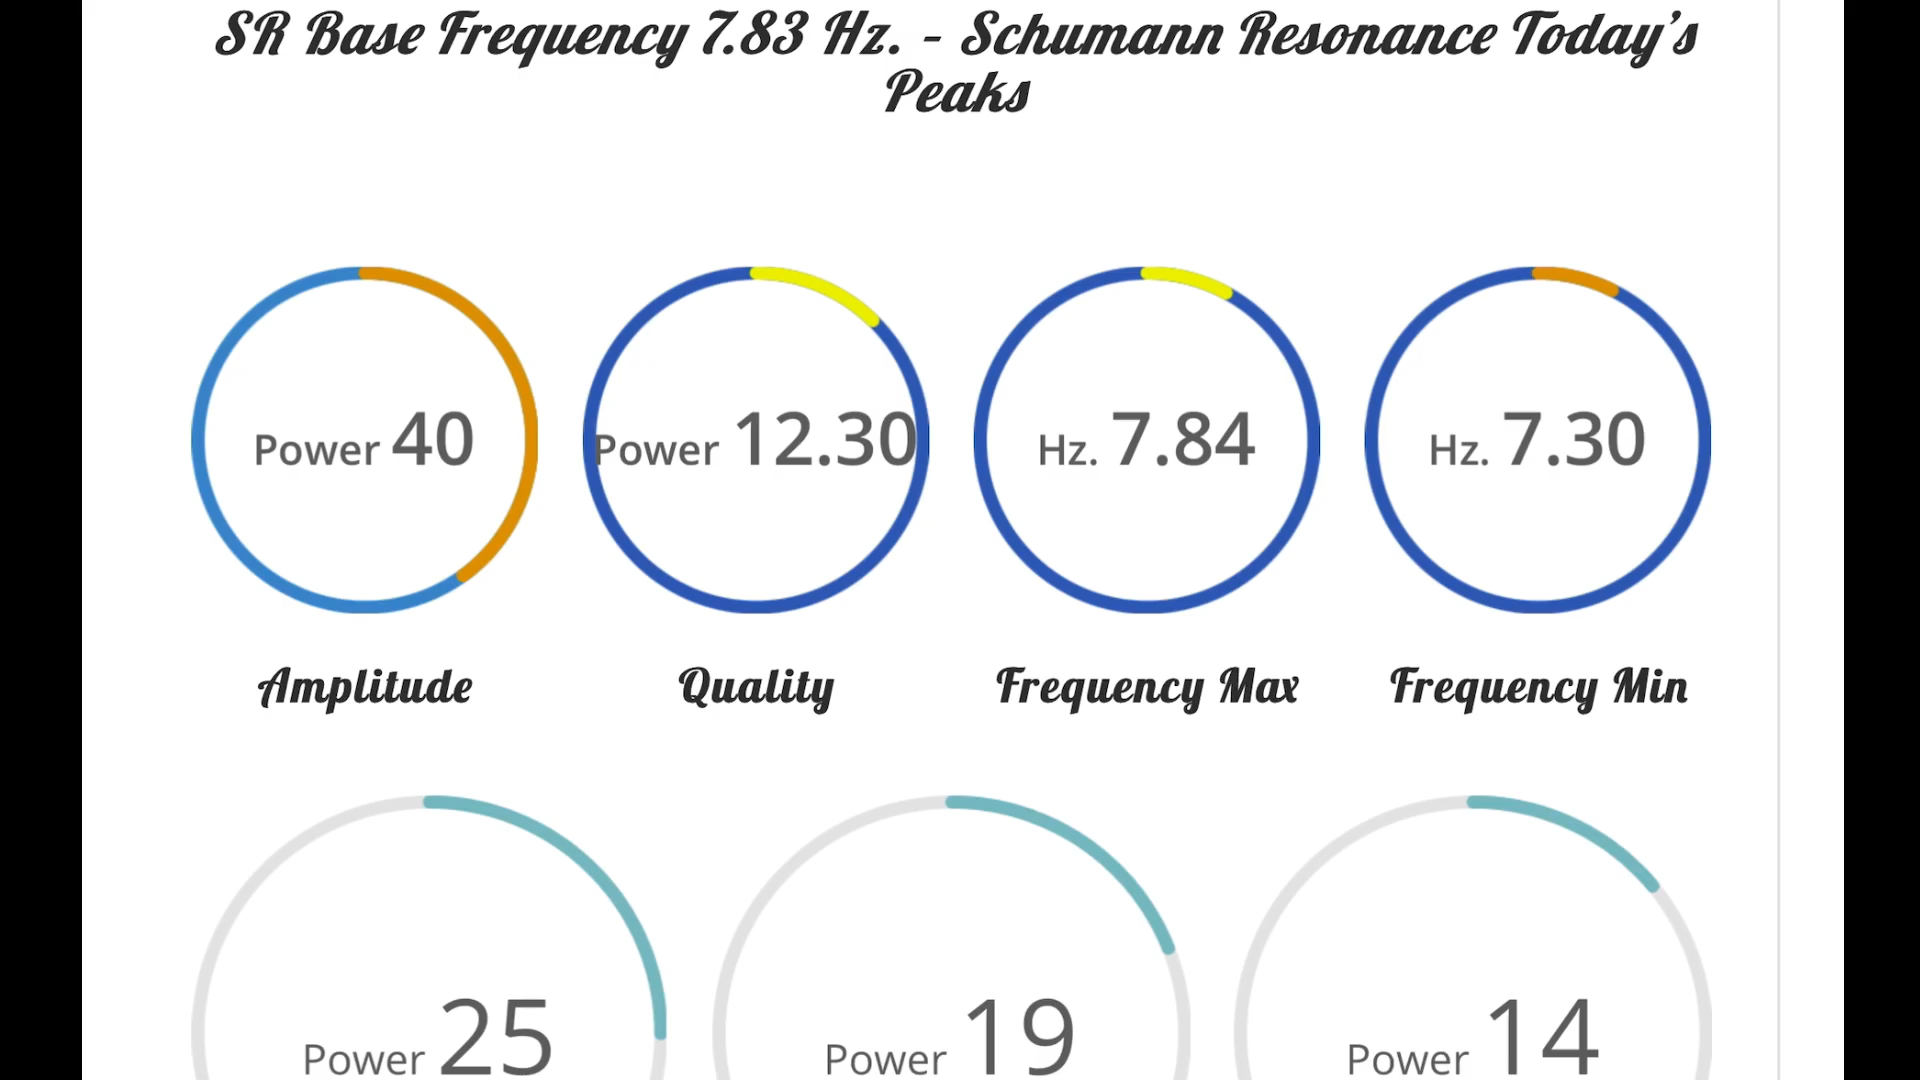 SR Base Frequency 7.83 Hz. - Schumann Resonance Today's
Peaks
Power 40
Power 12.30
Hz. 7.84
Hz. 7.30
Amplitude
Quality
Frequency Max
Frequency Min
Power 25
Power 19
Power 14